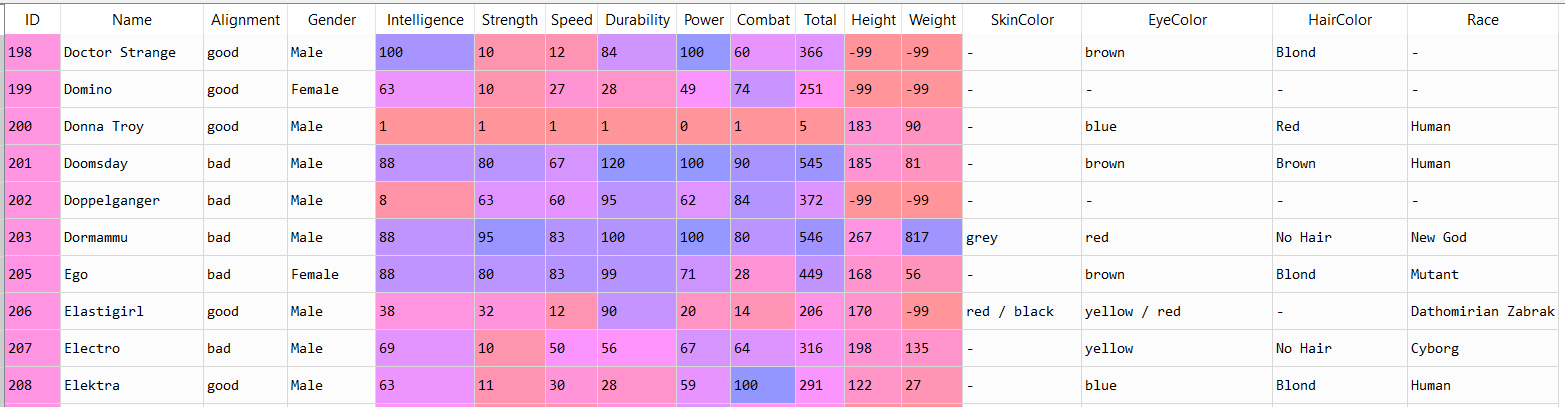 ID Name Alignment Gender Intelligence Strength Speed Durability Power Combat Total Height Weight SkinColor EyeColor HairColor Race
198 Doctor Strange good Male 100 10 12 84 100 60 366 -99 -99 - brown Blond -
199 Domino good Female 63 10 27 28 49 74 251 -99 -99 - - - -
200 Donna Troy good Male 1 1 1 1 0 1 5 183 90 - blue Red Human
201 Doomsday bad Male 88 80 67 120 100 90 545 185 81 - brown Brown Human
202 Doppelganger bad Male 8 63 60 95 62 84 372 -99 -99 - - - -
203 Dormammu bad Male 88 95 83 100 100 80 546 267 817 grey red No Hair New God
205 Ego bad Female 88 80 83 99 71 28 449 168 56 - brown Blond Mutant
206 Elastigirl good Male 38 32 12 90 20 14 206 170 -99 red / black yellow / red - Dathomirian Zabrak
207 Electro bad Male 69 10 50 56 67 64 316 198 135 - yellow No Hair Cyborg
208 Elektra good Male 63 11 30 28 59 100 291 122 27 - blue Blond Human